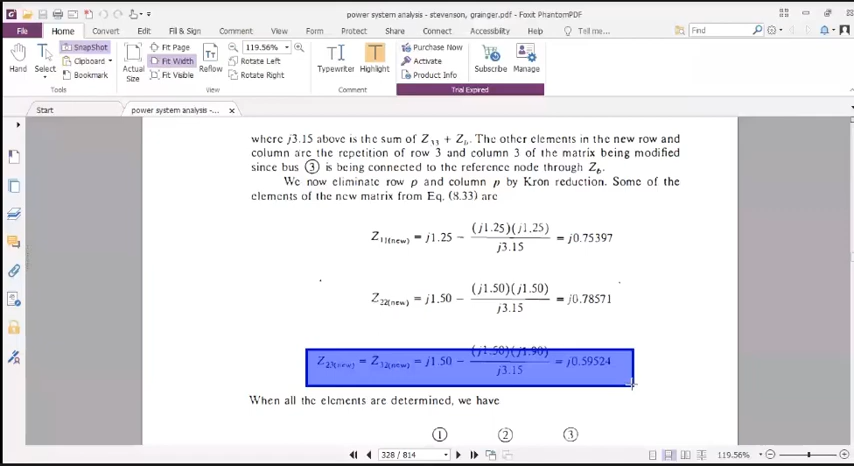 power system analysis - stevenson, grainger.pdf - Foxit PhantomPDF
File Home Convert Edit Fill & Sign Comment View Form Protect Share Connect Accessibility Help Tell me... Find
SnapShot Fit Page 119.56% Purchase Now
Hand Select Clipboard Actual Size Fit Width Reflow Rotate Left Typewriter Highlight Activate Subscribe Manage
Bookmark Fit Visible Rotate Right Product Info
Tools View Comment Trial Expired
Start power system analysis -...
where j3.15 above is the sum of Z₃₃ + Z_b. The other elements in the new row and
column are the repetition of row 3 and column 3 of the matrix being modified
since bus ③ is being connected to the reference node through Z_b.
We now eliminate row p and column p by Kron reduction. Some of the
elements of the new matrix from Eq. (8.33) are
Z₁₁(new) = j1.25 − (j1.25)(j1.25) / j3.15 = j0.75397
Z₂₂(new) = j1.50 − (j1.50)(j1.50) / j3.15 = j0.78571
Z₂₃(new) = Z₃₂(new) = j1.50 − (j1.50)(j1.90) / j3.15 = j0.59524
When all the elements are determined, we have
① ② ③
328 / 814 119.56%